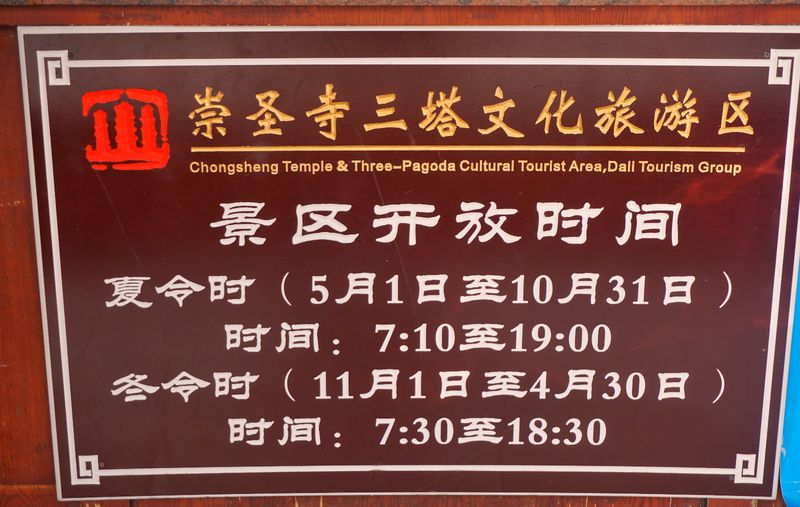 崇圣寺三塔文化旅游区
Chongsheng Temple & Three-Pagoda Cultural Tourist Area,Dali Tourism Group
景区开放时间
夏令时（5月1日至10月31日）
时间：7:10至19:00
冬令时（11月1日至4月30日）
时间：7:30至18:30